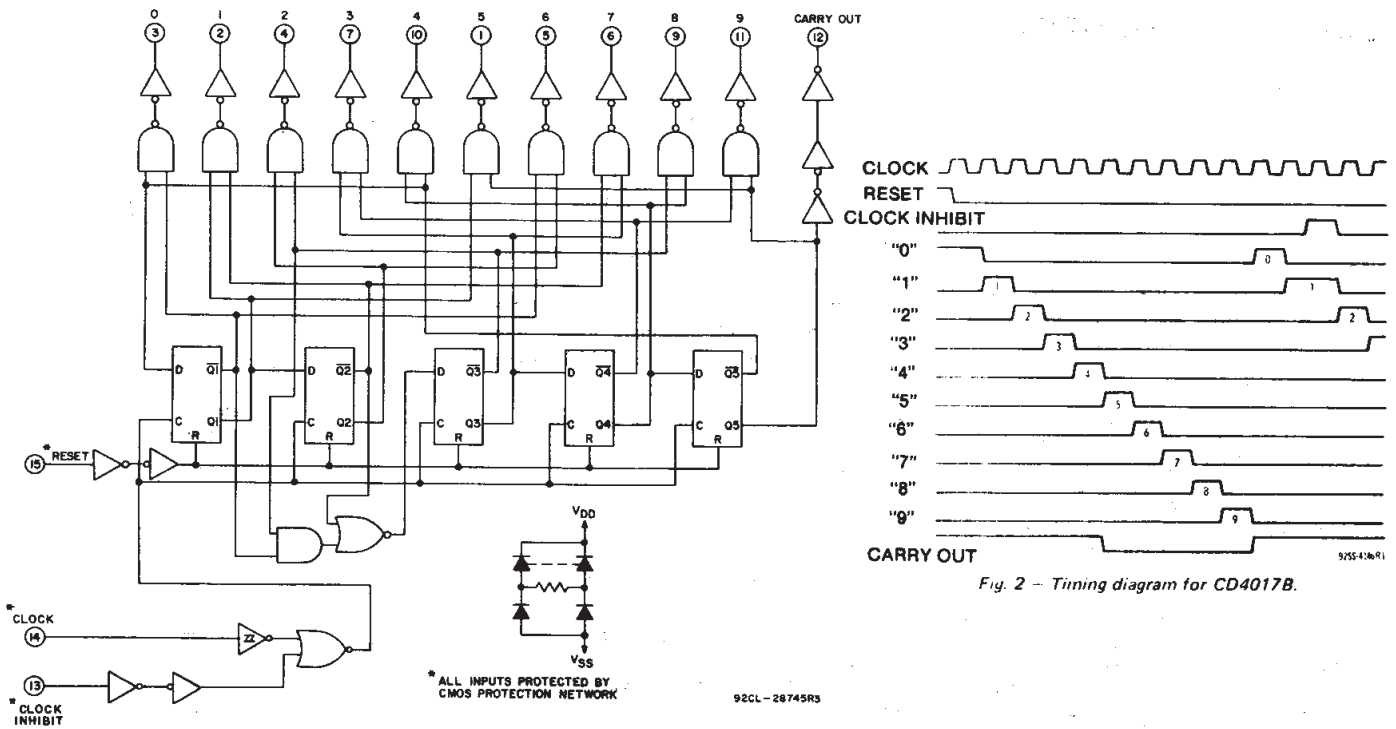 0 1 2 3 4 5 6 7 8 9 CARRY OUT
3 2 4 7 10 1 5 6 9 11 12
D Q1 D Q2 D Q3 D Q4 D Q5
C Q1 C Q2 C Q3 C Q4 C Q5
R R R R R
15 * RESET
VDD
* CLOCK
14
13
* CLOCK
INHIBIT
VSS
* ALL INPUTS PROTECTED BY
CMOS PROTECTION NETWORK
92CL-28745R3
CLOCK
RESET
CLOCK INHIBIT
"0" 0
"1" 1 1
"2" 2 2
"3" 3
"4" 4
"5" 5
"6" 6
"7" 7
"8" 8
"9" 9
CARRY OUT
Fig. 2 – Timing diagram for CD4017B.